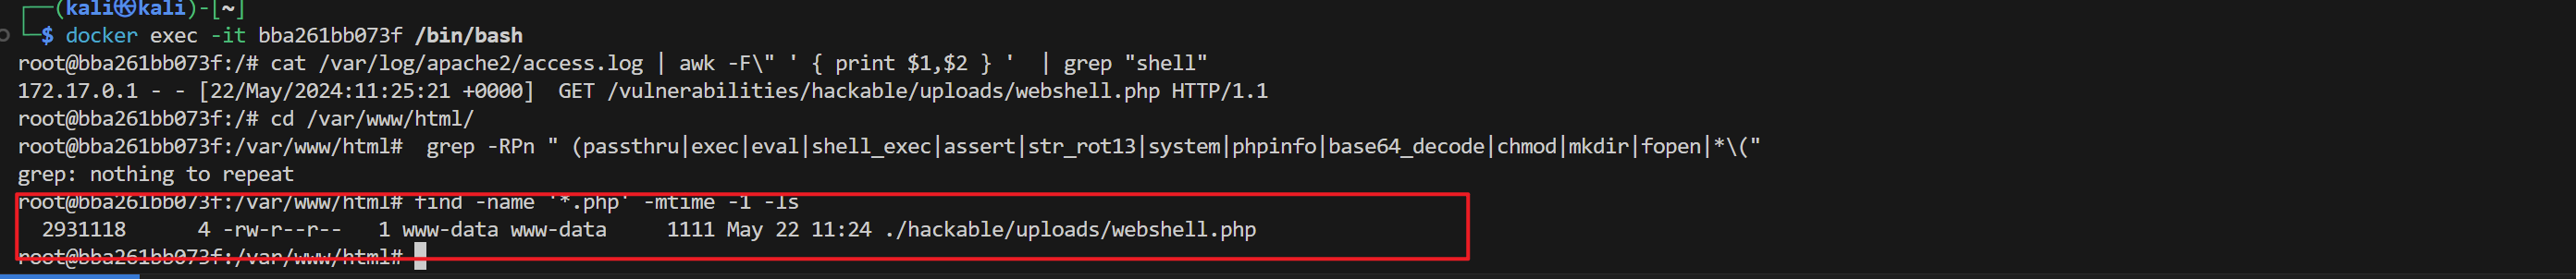 (kali㉿kali)-[~]
$ docker exec -it bba261bb073f /bin/bash
root@bba261bb073f:/# cat /var/log/apache2/access.log | awk -F\" ' { print $1,$2 } '  | grep "shell"
172.17.0.1 - - [22/May/2024:11:25:21 +0000]  GET /vulnerabilities/hackable/uploads/webshell.php HTTP/1.1
root@bba261bb073f:/# cd /var/www/html/
root@bba261bb073f:/var/www/html#  grep -RPn " (passthru|exec|eval|shell_exec|assert|str_rot13|system|phpinfo|base64_decode|chmod|mkdir|fopen|*\("
grep: nothing to repeat
root@bba261bb073f:/var/www/html# find -name '*.php' -mtime -1 -ls
  2931118      4 -rw-r--r--   1 www-data www-data     1111 May 22 11:24 ./hackable/uploads/webshell.php
root@bba261bb073f:/var/www/html#